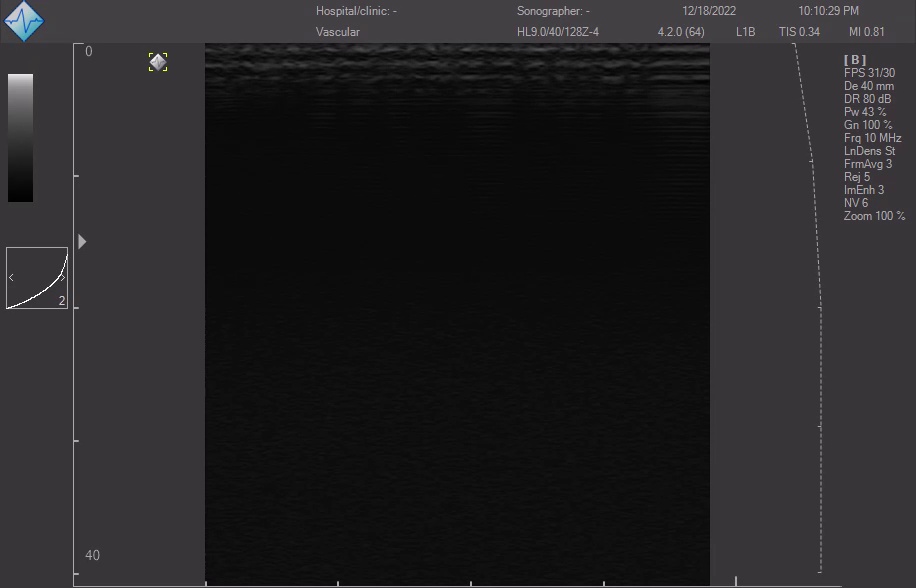 Hospital/clinic: - Sonographer: - 12/18/2022 10:10:29 PM
Vascular HL9.0/40/128Z-4 4.2.0 (64) L1B TIS 0.34 MI 0.81
0
[ B ]
FPS 31/30
De 40 mm
DR 80 dB
Pw 43 %
Gn 100 %
Frq 10 MHz
LnDens St
FrmAvg 3
Rej 5
ImEnh 3
NV 6
Zoom 100 %
2
40